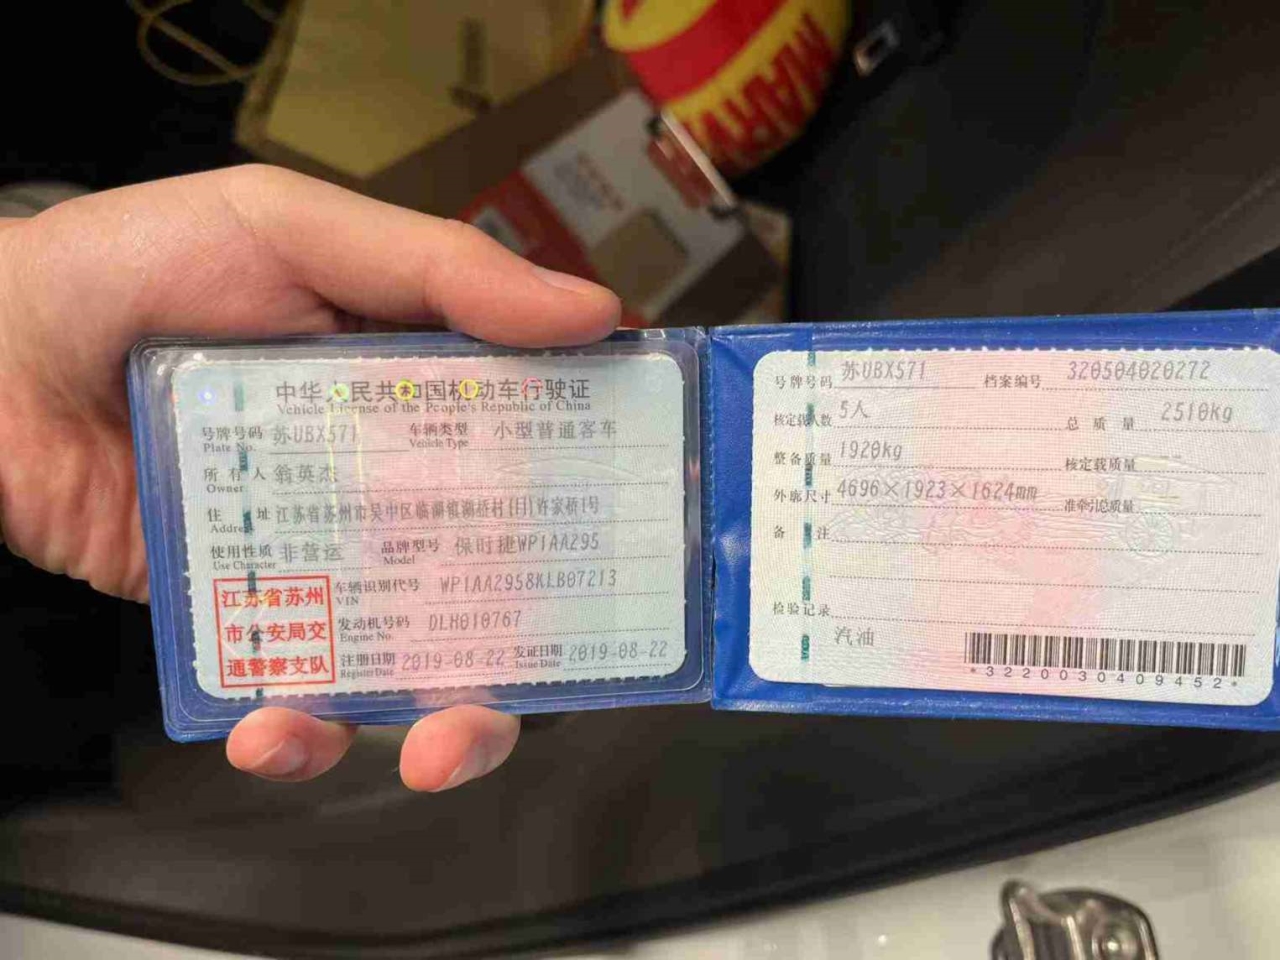 MARV
中华人民共和国机动车行驶证
Vehicle License of the People's Republic of China
号牌号码 苏UBX571 车辆类型 小型普通客车
Plate No. Vehicle Type
所有人 翁英杰
Owner
住址 江苏省苏州市吴中区临湖镇湖桥村(11)许家桥1号
Address
使用性质 非营运 品牌型号 保时捷WP1AA295
Use Character Model
江苏省苏州
市公安局交
通警察支队
车辆识别代号 WP1AA2958KLB07213
VIN
发动机号码 DLH010767
Engine No.
注册日期 2019-08-22 发证日期 2019-08-22
Register Date Issue Date
号牌号码 苏UBX571 档案编号 320504020272
核定载人数 5人 总质量 2510kg
整备质量 1920kg 核定载质量
外廓尺寸 4696×1923×1624mm 准牵引总质量
备注
检验记录
汽油
*3220030409452*